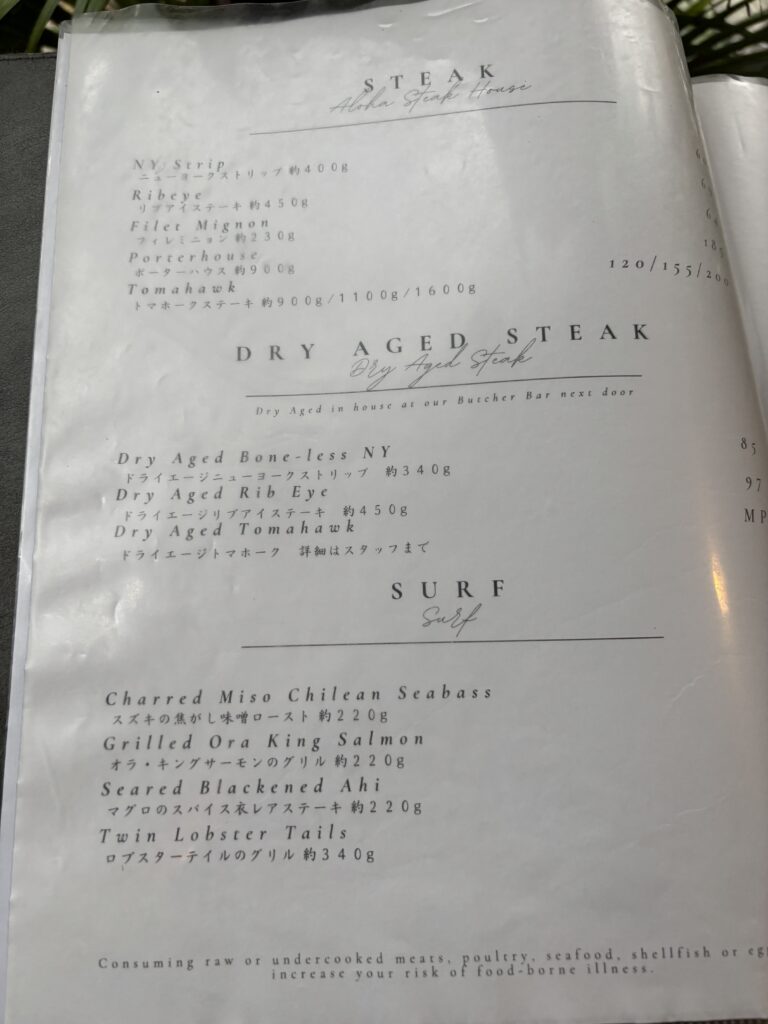 STEAK
Aloha Steak House
NY Strip
ニューヨークストリップ 約400g
Ribeye
リブアイステーキ 約450g
Filet Mignon
フィレミニョン 約230g
Porterhouse
ポーターハウス 約900g
Tomahawk
トマホークステーキ 約900g/1100g/1600g
120/155/200
DRY AGED STEAK
Dry Aged Steak
Dry Aged in house at our Butcher Bar next door
Dry Aged Bone-less NY 85
ドライエージニューヨークストリップ 約340g
Dry Aged Rib Eye 97
ドライエージリブアイステーキ 約450g
Dry Aged Tomahawk MP
ドライエージトマホーク 詳細はスタッフまで
SURF
Surf
Charred Miso Chilean Seabass
スズキの焦がし味噌ロースト 約220g
Grilled Ora King Salmon
オラ・キングサーモンのグリル 約220g
Seared Blackened Ahi
マグロのスパイス衣レアステーキ 約220g
Twin Lobster Tails
ロブスターテイルのグリル 約340g
Consuming raw or undercooked meats, poultry, seafood, shellfish or
increase your risk of food-borne illness.